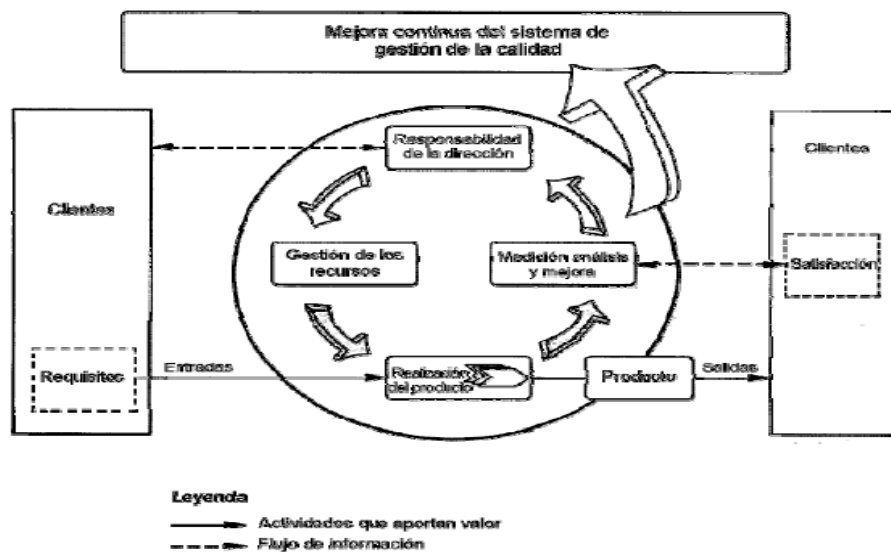 Mejora continua del sistema de
gestión de la calidad
Responsabilidad
de la dirección
Clientes
Clientes
Gestión de los
recursos
Medición análisis
y mejora
Satisfacción
Requisitos
Entradas
Realización
del producto
Producto
Salidas
Leyenda
Actividades que aportan valor
Flujo de información